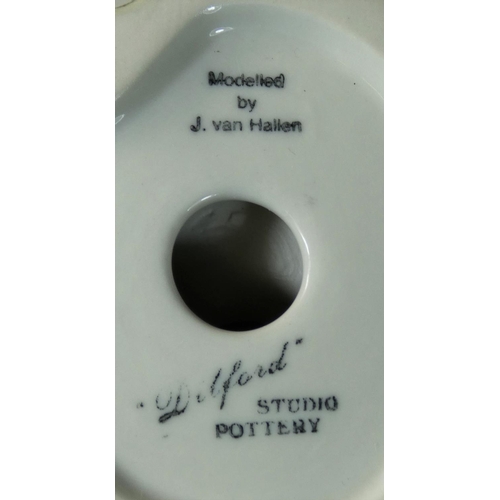 Modelled
by
J. van Hallen
"Delford"
STUDIO
POTTERY